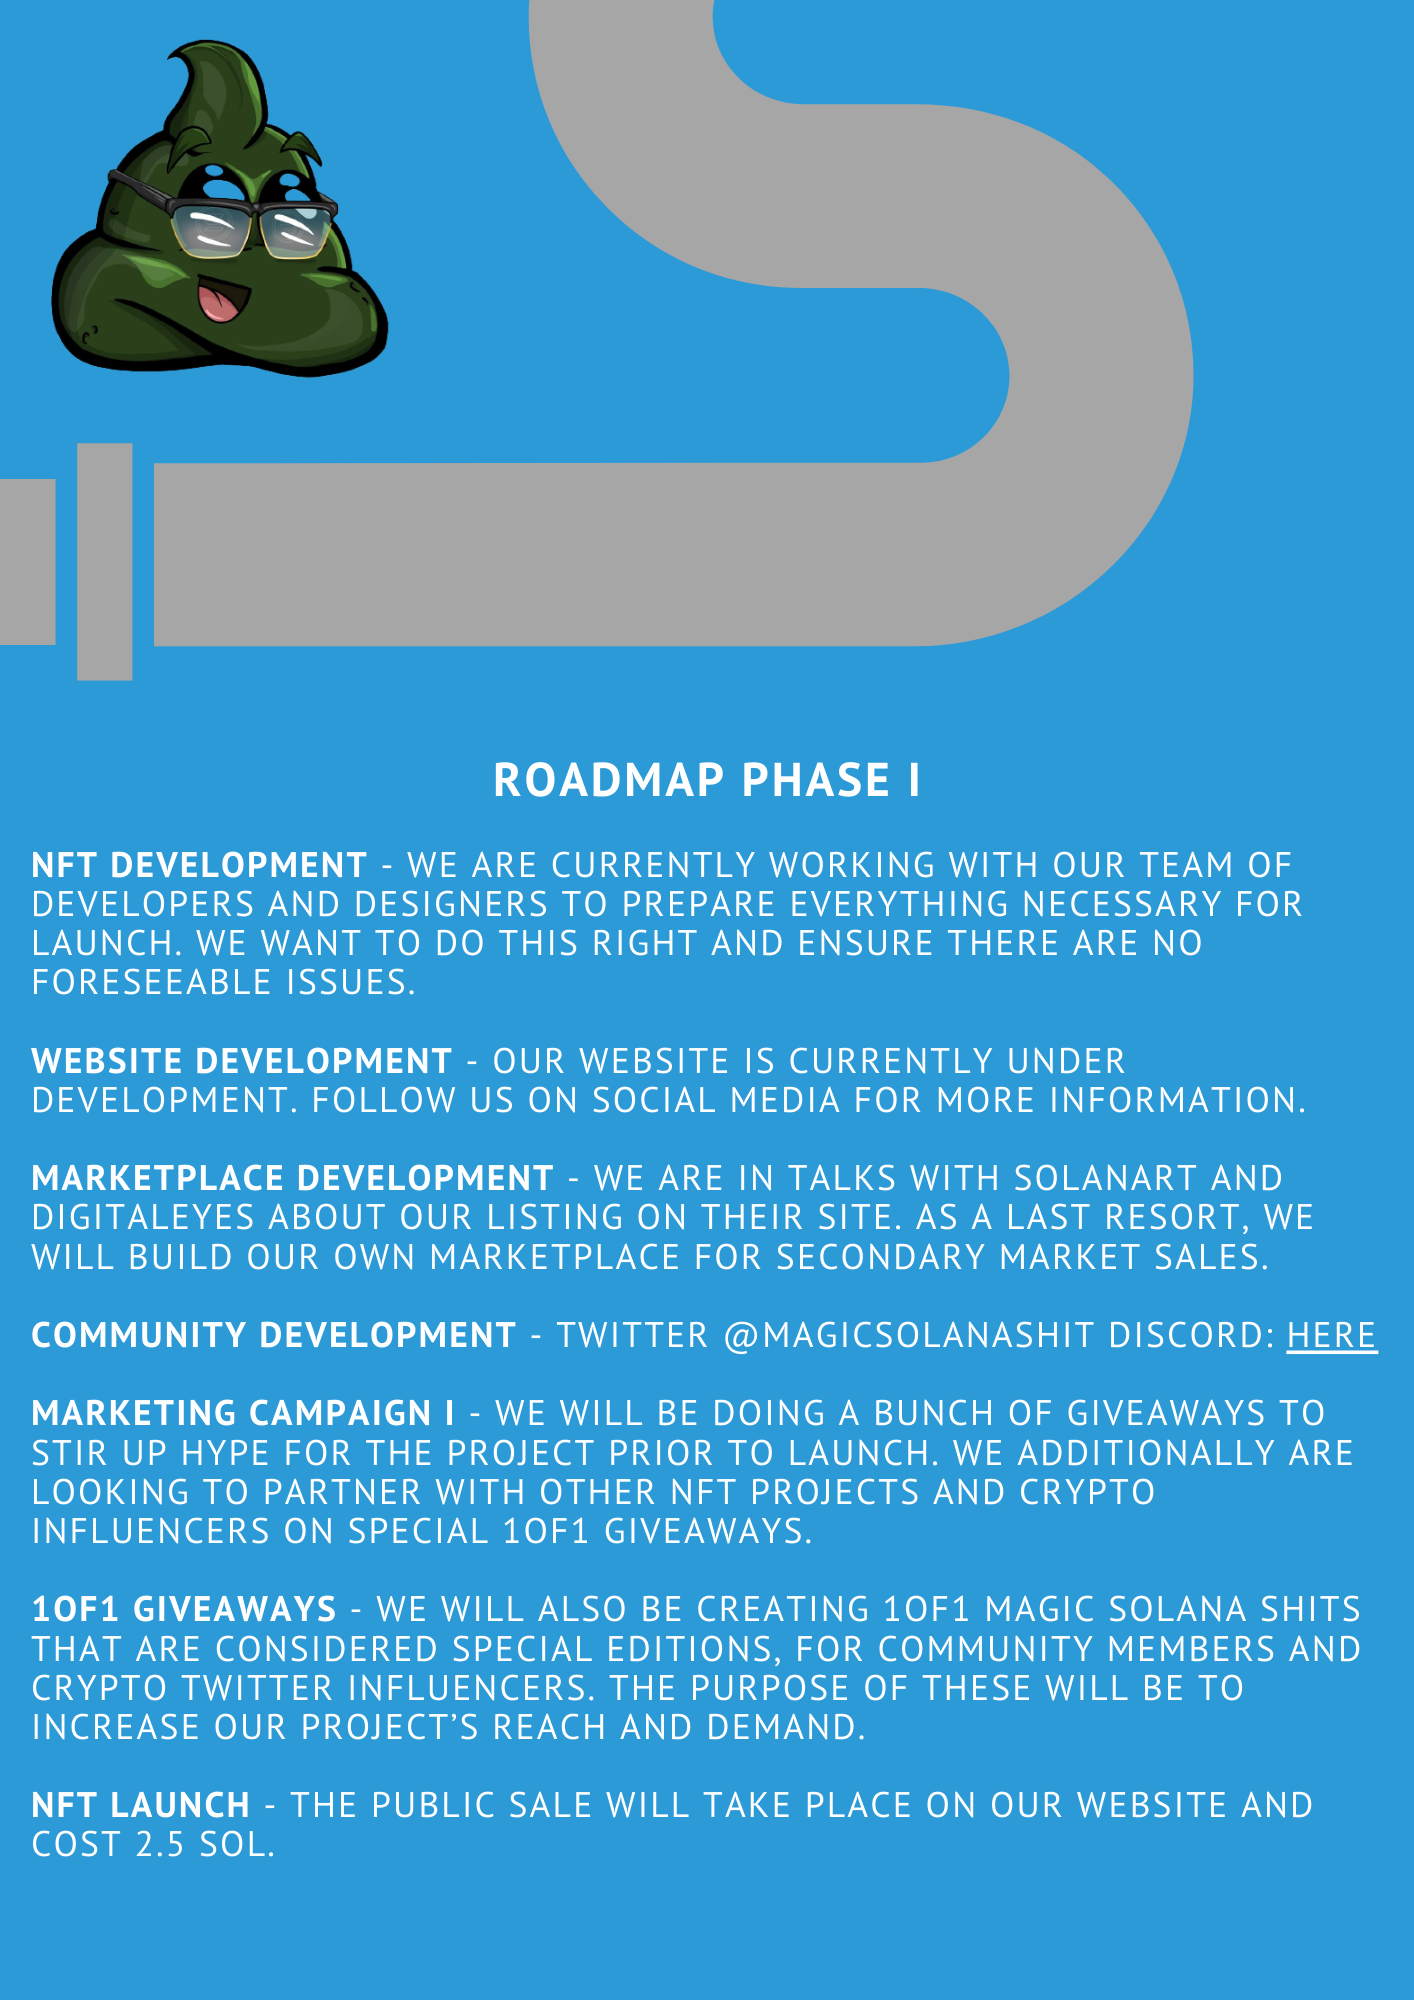 ROADMAP PHASE I
NFT DEVELOPMENT - WE ARE CURRENTLY WORKING WITH OUR TEAM OF
DEVELOPERS AND DESIGNERS TO PREPARE EVERYTHING NECESSARY FOR
LAUNCH. WE WANT TO DO THIS RIGHT AND ENSURE THERE ARE NO
FORESEEABLE ISSUES.
WEBSITE DEVELOPMENT - OUR WEBSITE IS CURRENTLY UNDER
DEVELOPMENT. FOLLOW US ON SOCIAL MEDIA FOR MORE INFORMATION.
MARKETPLACE DEVELOPMENT - WE ARE IN TALKS WITH SOLANART AND
DIGITALEYES ABOUT OUR LISTING ON THEIR SITE. AS A LAST RESORT, WE
WILL BUILD OUR OWN MARKETPLACE FOR SECONDARY MARKET SALES.
COMMUNITY DEVELOPMENT - TWITTER @MAGICSOLANASHIT DISCORD: HERE
MARKETING CAMPAIGN I - WE WILL BE DOING A BUNCH OF GIVEAWAYS TO
STIR UP HYPE FOR THE PROJECT PRIOR TO LAUNCH. WE ADDITIONALLY ARE
LOOKING TO PARTNER WITH OTHER NFT PROJECTS AND CRYPTO
INFLUENCERS ON SPECIAL 1OF1 GIVEAWAYS.
1OF1 GIVEAWAYS - WE WILL ALSO BE CREATING 1OF1 MAGIC SOLANA SHITS
THAT ARE CONSIDERED SPECIAL EDITIONS, FOR COMMUNITY MEMBERS AND
CRYPTO TWITTER INFLUENCERS. THE PURPOSE OF THESE WILL BE TO
INCREASE OUR PROJECT’S REACH AND DEMAND.
NFT LAUNCH - THE PUBLIC SALE WILL TAKE PLACE ON OUR WEBSITE AND
COST 2.5 SOL.